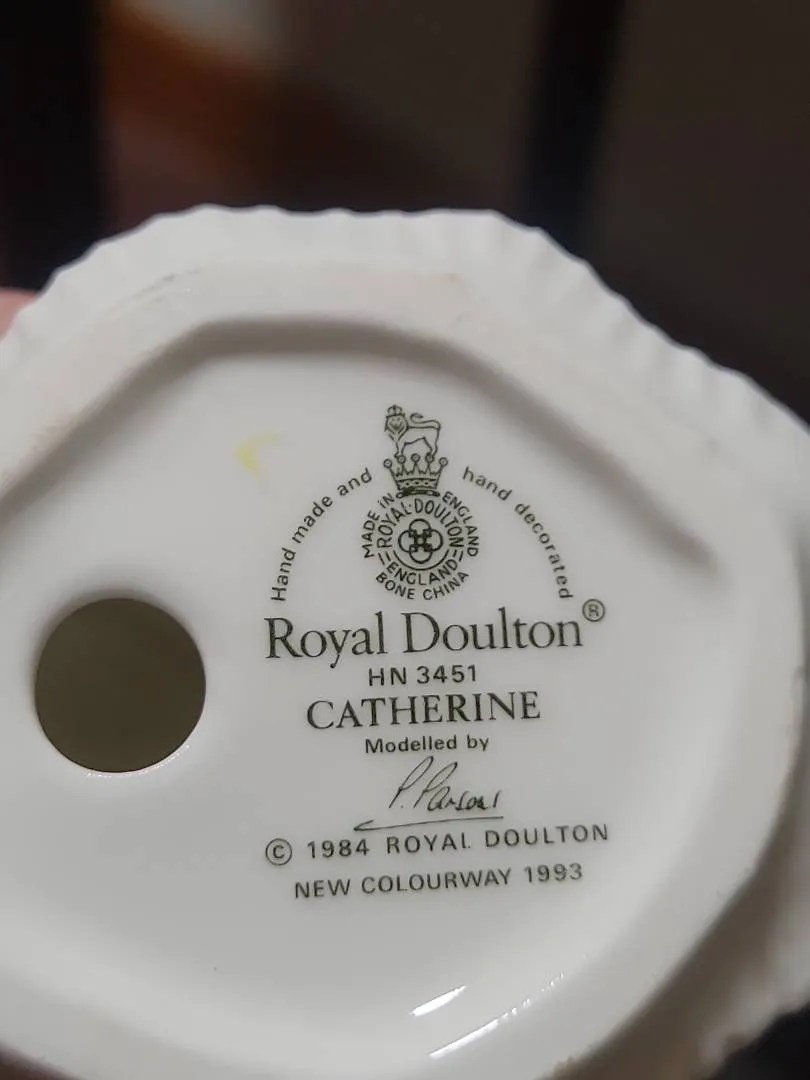 Hand made and hand decorated
MADE IN ENGLAND
ROYAL·DOULTON
ENGLAND
BONE CHINA
Royal Doulton®
HN 3451
CATHERINE
Modelled by
P. Parsons
© 1984 ROYAL DOULTON
NEW COLOURWAY 1993